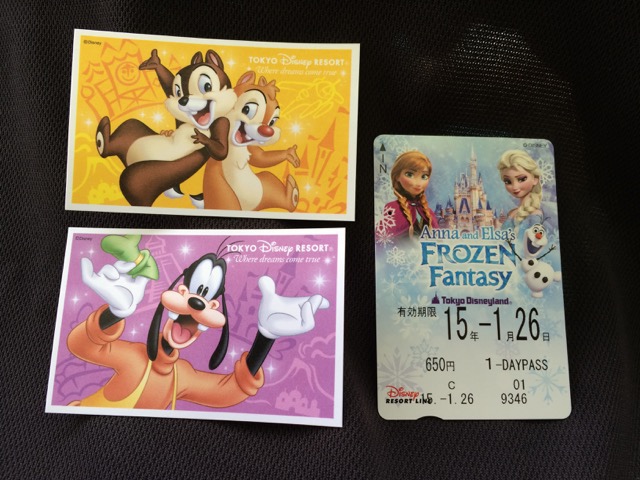 ©Disney
TOKYO Disney RESORT
Where dreams come true
©Disney
TOKYO Disney RESORT
Where dreams come true
IN
Anna and Elsa's
FROZEN
Fantasy
Tokyo Disneyland
有効期限
15年-1月26日
650円 1-DAYPASS
C 01
Disney
RESORT LINE
15.-1.26 9346